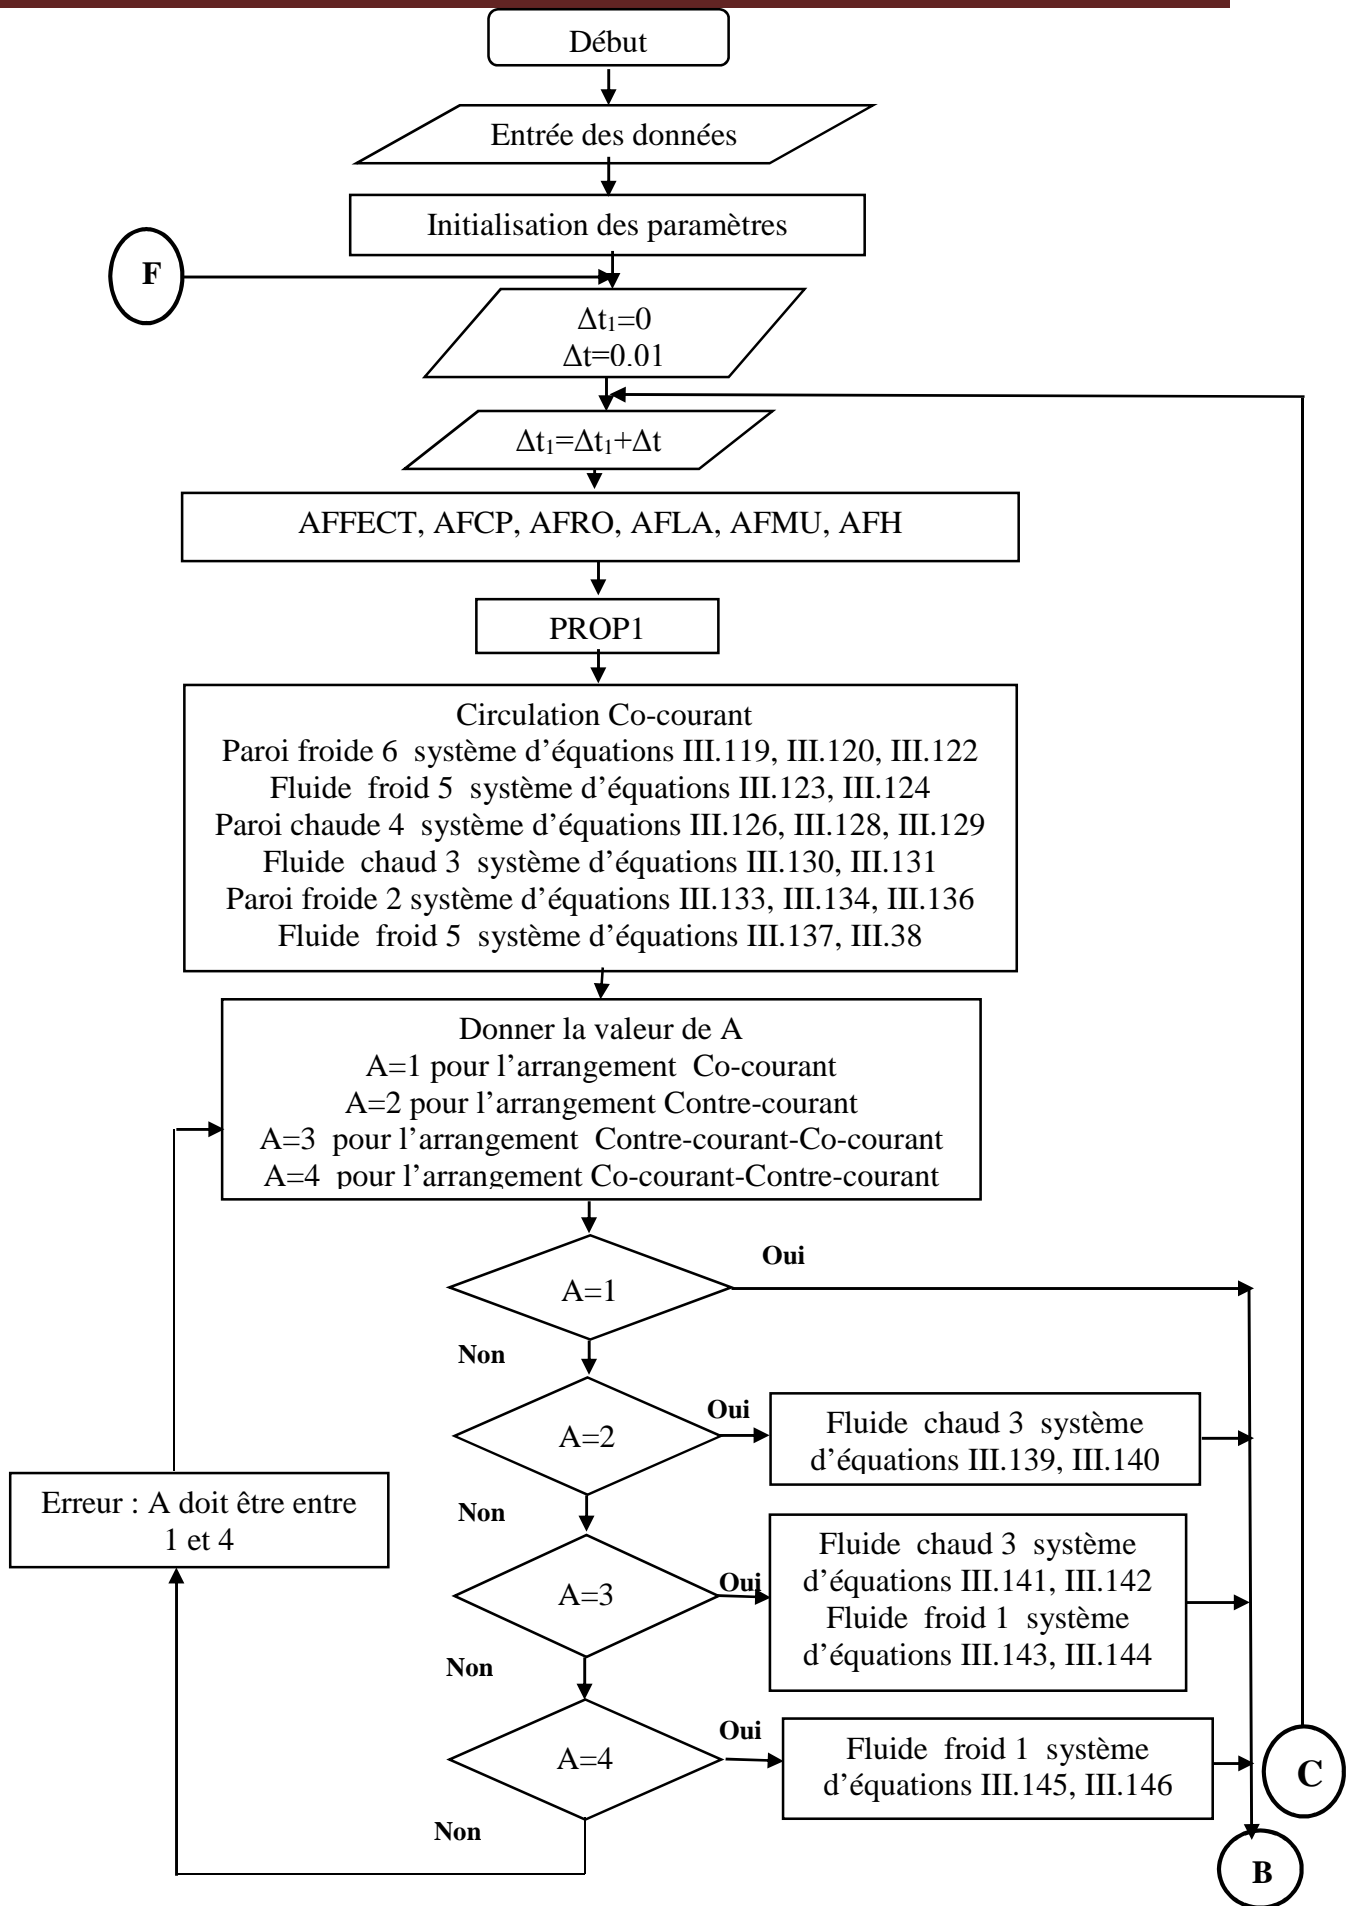 Début
Entrée des données
Initialisation des paramètres
F
Δt₁=0
Δt=0.01
Δt₁=Δt₁+Δt
AFFECT, AFCP, AFRO, AFLA, AFMU, AFH
PROP1
Circulation Co-courant
Paroi froide 6 système d'équations III.119, III.120, III.122
Fluide froid 5 système d'équations III.123, III.124
Paroi chaude 4 système d'équations III.126, III.128, III.129
Fluide chaud 3 système d'équations III.130, III.131
Paroi froide 2 système d'équations III.133, III.134, III.136
Fluide froid 5 système d'équations III.137, III.38
Donner la valeur de A
A=1 pour l'arrangement Co-courant
A=2 pour l'arrangement Contre-courant
A=3 pour l'arrangement Contre-courant-Co-courant
A=4 pour l'arrangement Co-courant-Contre-courant
Oui
A=1
Non
Oui
A=2
Fluide chaud 3 système
d'équations III.139, III.140
Non
Erreur : A doit être entre
1 et 4
Oui
A=3
Fluide chaud 3 système
d'équations III.141, III.142
Fluide froid 1 système
d'équations III.143, III.144
Non
Oui
A=4
Fluide froid 1 système
d'équations III.145, III.146
C
Non
B